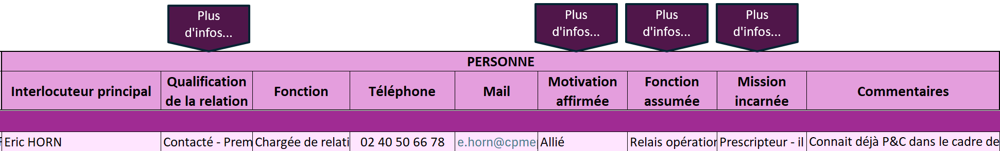 Plus
d'infos...
Plus
d'infos...
Plus
d'infos...
Plus
d'infos...
PERSONNE
Interlocuteur principal
Qualification
de la relation
Fonction
Téléphone
Mail
Motivation
affirmée
Fonction
assumée
Mission
incarnée
Commentaires
Eric HORN
Contacté - Prem
Chargée de relati
02 40 50 66 78
e.horn@cpme
Allié
Relais opération
Prescripteur - il
Connait déjà P&C dans le cadre de